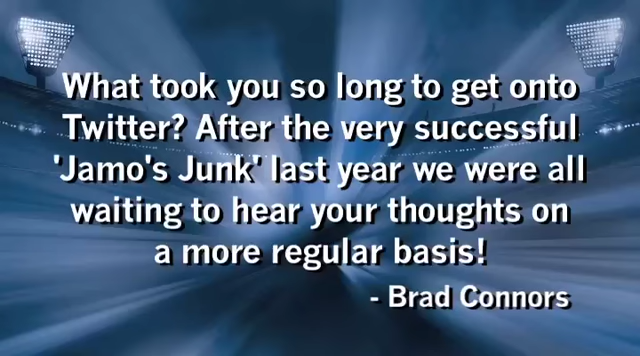 What took you so long to get onto
Twitter? After the very successful
'Jamo's Junk' last year we were all
waiting to hear your thoughts on
a more regular basis!
- Brad Connors